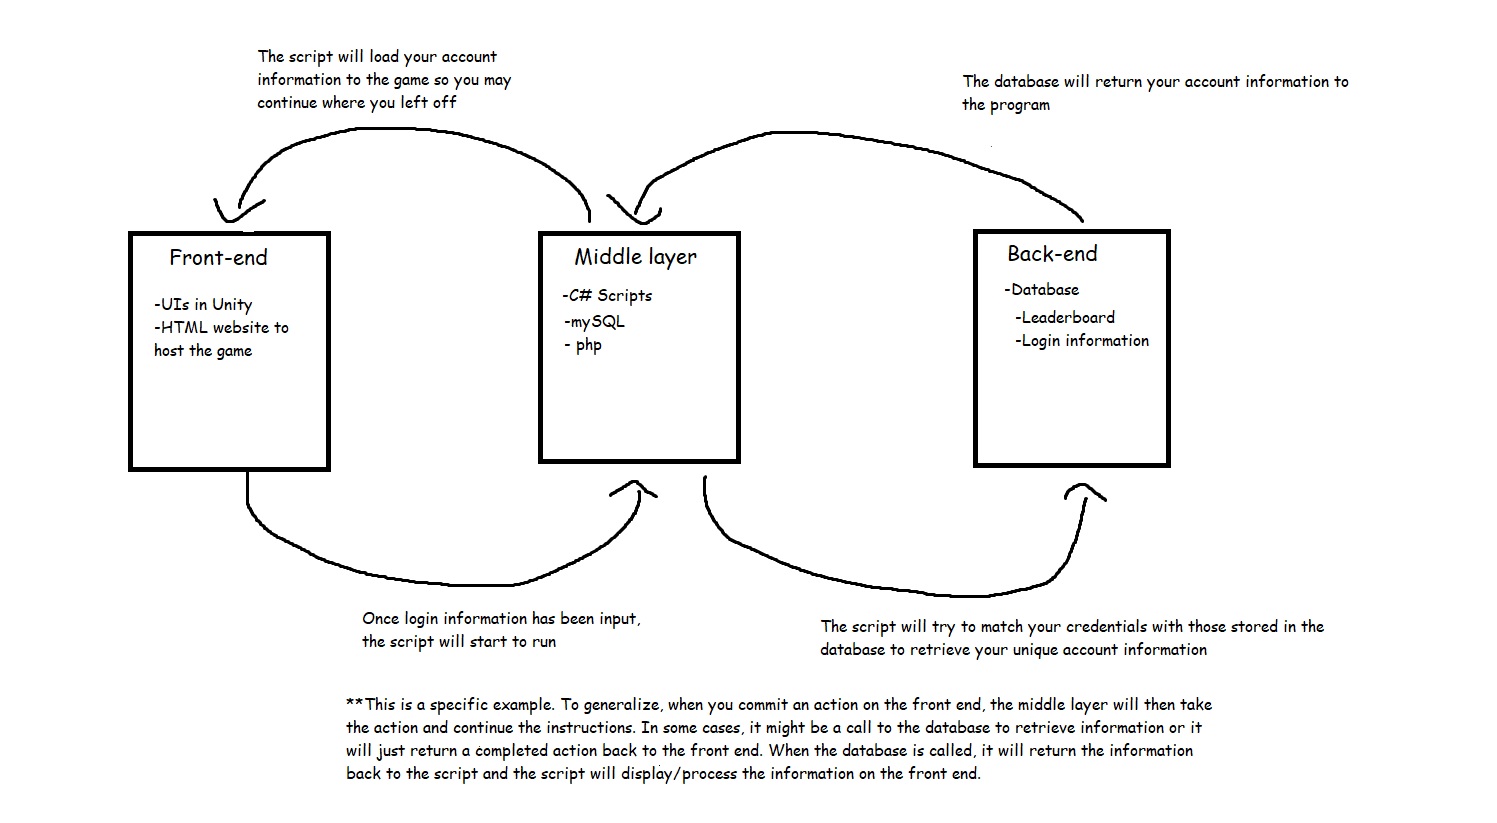 The script will load your account
information to the game so you may
continue where you left off
The database will return your account information to
the program
Front-end
-UIs in Unity
-HTML website to
host the game
Middle layer
-C# Scripts
-mySQL
- php
Back-end
-Database
-Leaderboard
-Login information
Once login information has been input,
the script will start to run
The script will try to match your credentials with those stored in the
database to retrieve your unique account information
**This is a specific example. To generalize, when you commit an action on the front end, the middle layer will then take
the action and continue the instructions. In some cases, it might be a call to the database to retrieve information or it
will just return a completed action back to the front end. When the database is called, it will return the information
back to the script and the script will display/process the information on the front end.